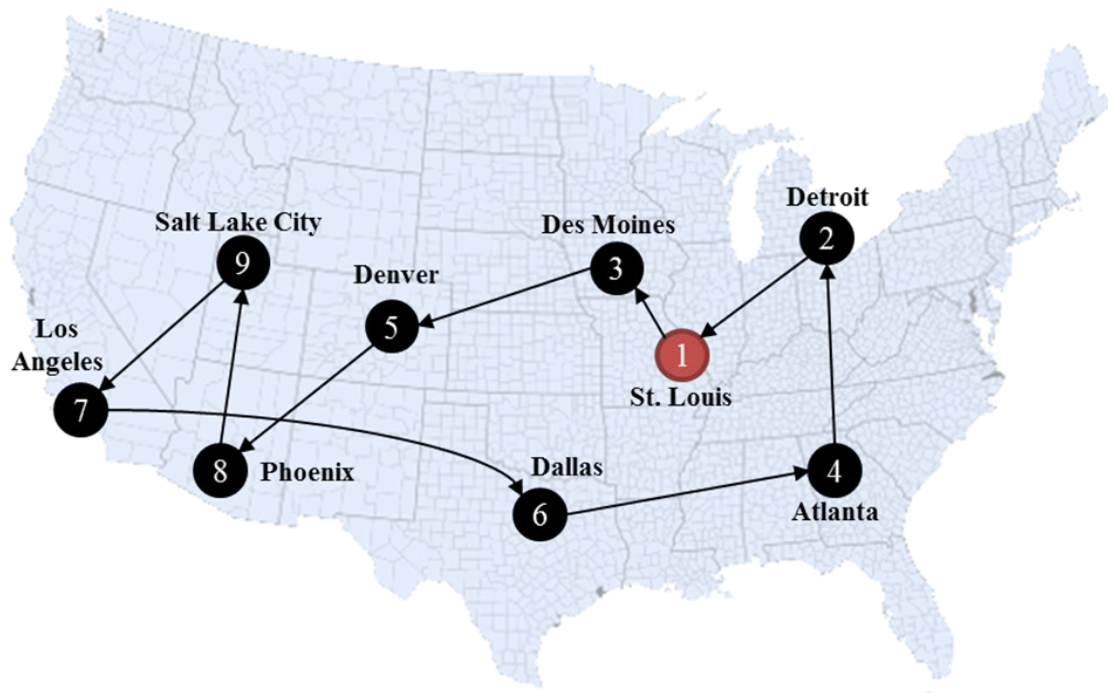 Detroit
2
Salt Lake City
9
Des Moines
3
Denver
5
Los
Angeles
7
1
St. Louis
8
Phoenix
Dallas
6
4
Atlanta